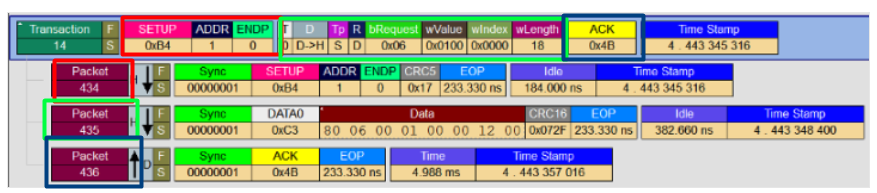 Transaction F SETUP ADDR ENDP T D Tp R bRequest wValue wIndex wLength ACK Time Stamp
14 S 0xB4 1 0 0 D->H S D 0x06 0x0100 0x0000 18 0x4B 4 . 443 345 316
Packet H F Sync SETUP ADDR ENDP CRC5 EOP Idle Time Stamp
434 S 00000001 0xB4 1 0 0x17 233.330 ns 184.000 ns 4 . 443 345 316
Packet H F Sync DATA0 Data CRC16 EOP Idle Time Stamp
435 S 00000001 0xC3 80 06 00 01 00 00 12 00 0x072F 233.330 ns 382.660 ns 4 . 443 348 400
Packet D F Sync ACK EOP Time Time Stamp
436 S 00000001 0x4B 233.330 ns 4.988 ms 4 . 443 357 016